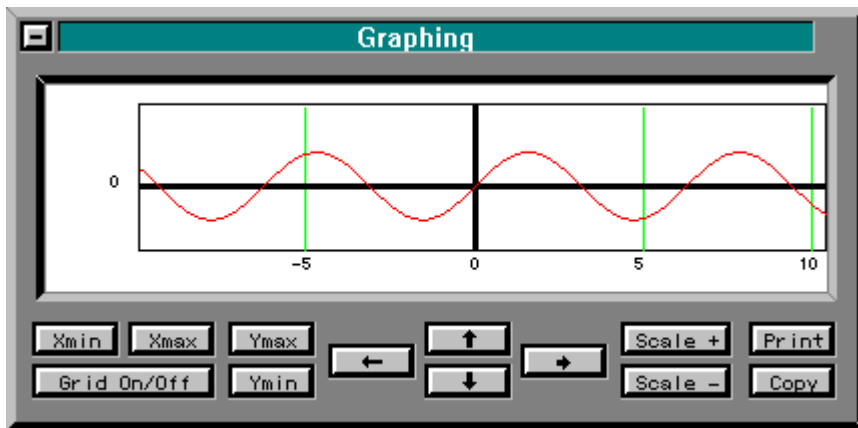 Graphing
0
-5 0 5 10
Xmin Xmax Ymax Scale + Print
Grid On/Off Ymin Scale - Copy